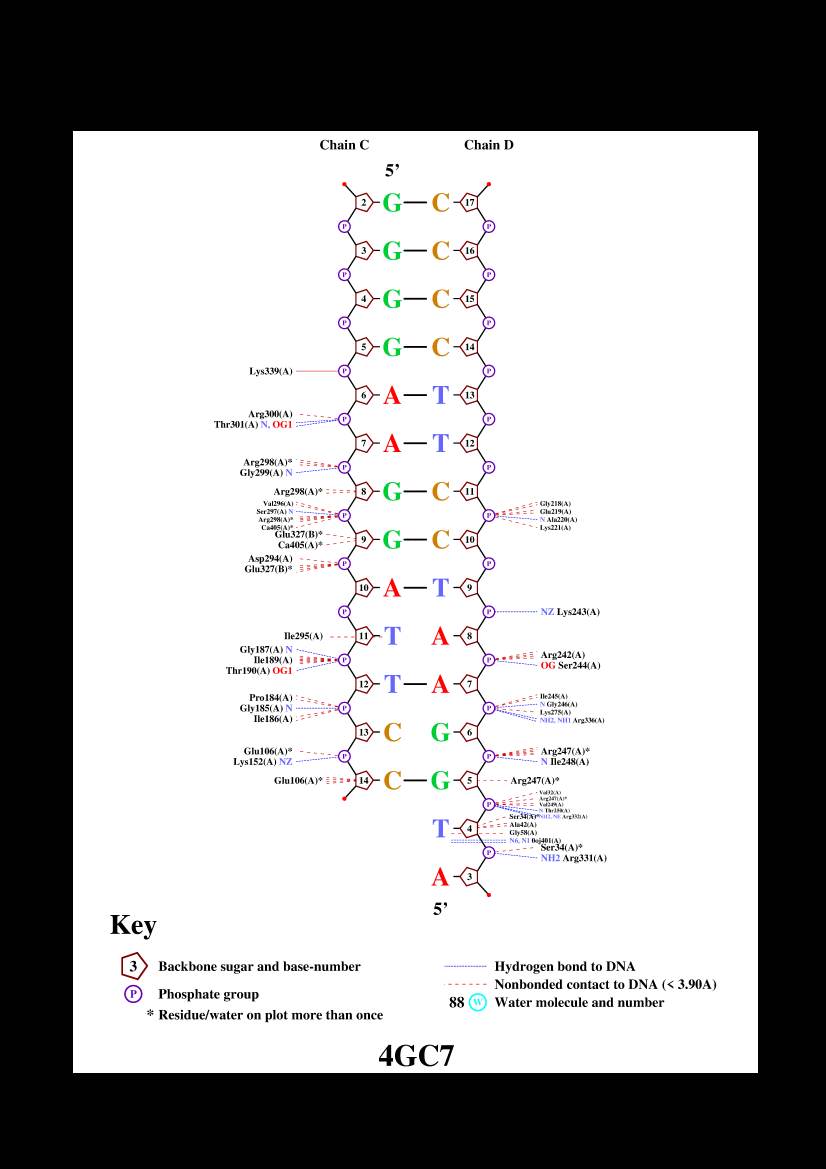 Chain C Chain D
5’
2 G C 17
P P
3 G C 16
P P
4 G C 15
P P
5 G C 14
Lys339(A) P P
6 A T 13
Arg300(A)
Thr301(A) N, OG1 P P
7 A T 12
Arg298(A)*
Gly299(A) N P P
Arg298(A)* 8 G C 11
Val296(A) Gly218(A)
Ser297(A) N P P Glu219(A)
Arg298(A)* N Ala220(A)
Ca405(A)* Lys221(A)
Glu327(B)*
Ca405(A)* 9 G C 10
Asp294(A)
Glu327(B)* P P
10 A T 9
P P NZ Lys243(A)
Ile295(A) 11 T A 8
Gly187(A) N
Ile189(A) P P Arg242(A)
Thr190(A) OG1 OG Ser244(A)
12 T A 7
Pro184(A) Ile245(A)
Gly185(A) N P P N Gly246(A)
Ile186(A) Lys275(A)
NH2, NH1 Arg336(A)
13 C G 6
Glu106(A)* Arg247(A)*
Lys152(A) NZ P P N Ile248(A)
Glu106(A)* 14 C G 5 Arg247(A)*
Val32(A)
Arg247(A)*
P Val249(A)
N Thr250(A)
NH2, NE Arg332(A)
Ser34(A)*
T 4 Ala42(A)
Gly58(A)
N6, N1 0oj401(A)
Ser34(A)*
P NH2 Arg331(A)
A 3
5’
Key
3 Backbone sugar and base-number
P Phosphate group
* Residue/water on plot more than once
Hydrogen bond to DNA
Nonbonded contact to DNA (< 3.90A)
88 W Water molecule and number
4GC7